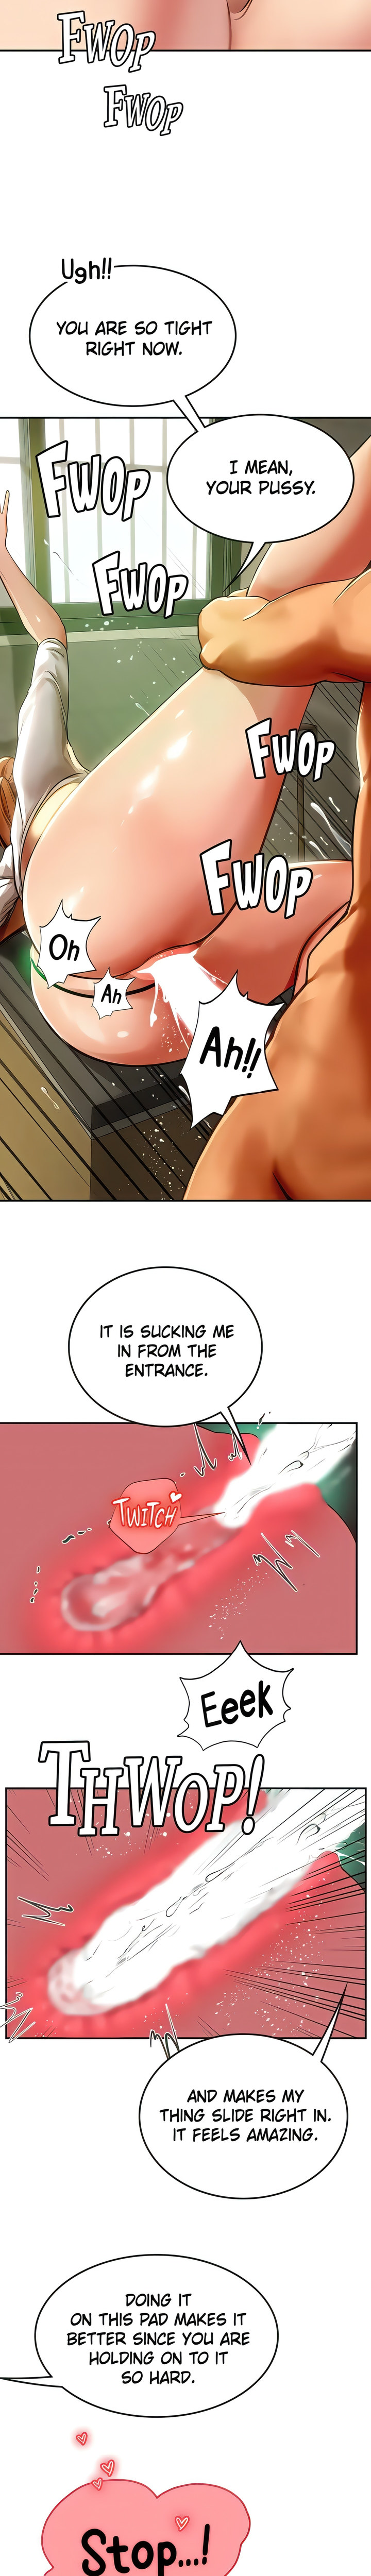 FWOP
FWOP
Ugh!!
YOU ARE SO TIGHT
RIGHT NOW.
I MEAN,
YOUR PUSSY.
FWOP
FWOP
FWOP
FWOP
Oh
Ah
Ah!!
IT IS SUCKING ME
IN FROM THE
ENTRANCE.
TWITCH
Eeek
THWOP!
AND MAKES MY
THING SLIDE RIGHT IN.
IT FEELS AMAZING.
DOING IT
ON THIS PAD MAKES IT
BETTER SINCE YOU ARE
HOLDING ON TO IT
SO HARD.
Stop...!